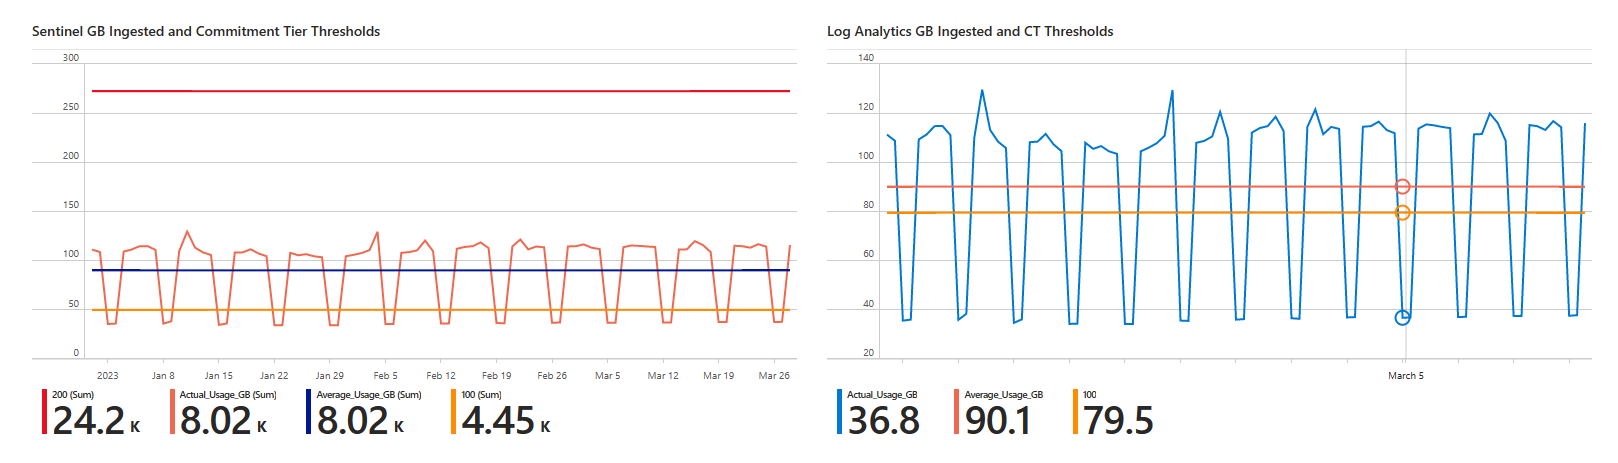 Sentinel GB Ingested and Commitment Tier Thresholds
300
250
200
150
100
50
0
2023 Jan 8 Jan 15 Jan 22 Jan 29 Feb 5 Feb 12 Feb 19 Feb 26 Mar 5 Mar 12 Mar 19 Mar 26
200 (Sum)
24.2 K
Actual_Usage_GB (Sum)
8.02 K
Average_Usage_GB (Sum)
8.02 K
100 (Sum)
4.45 K
Log Analytics GB Ingested and CT Thresholds
140
120
100
80
60
40
20
March 5
Actual_Usage_GB
36.8
Average_Usage_GB
90.1
100
79.5